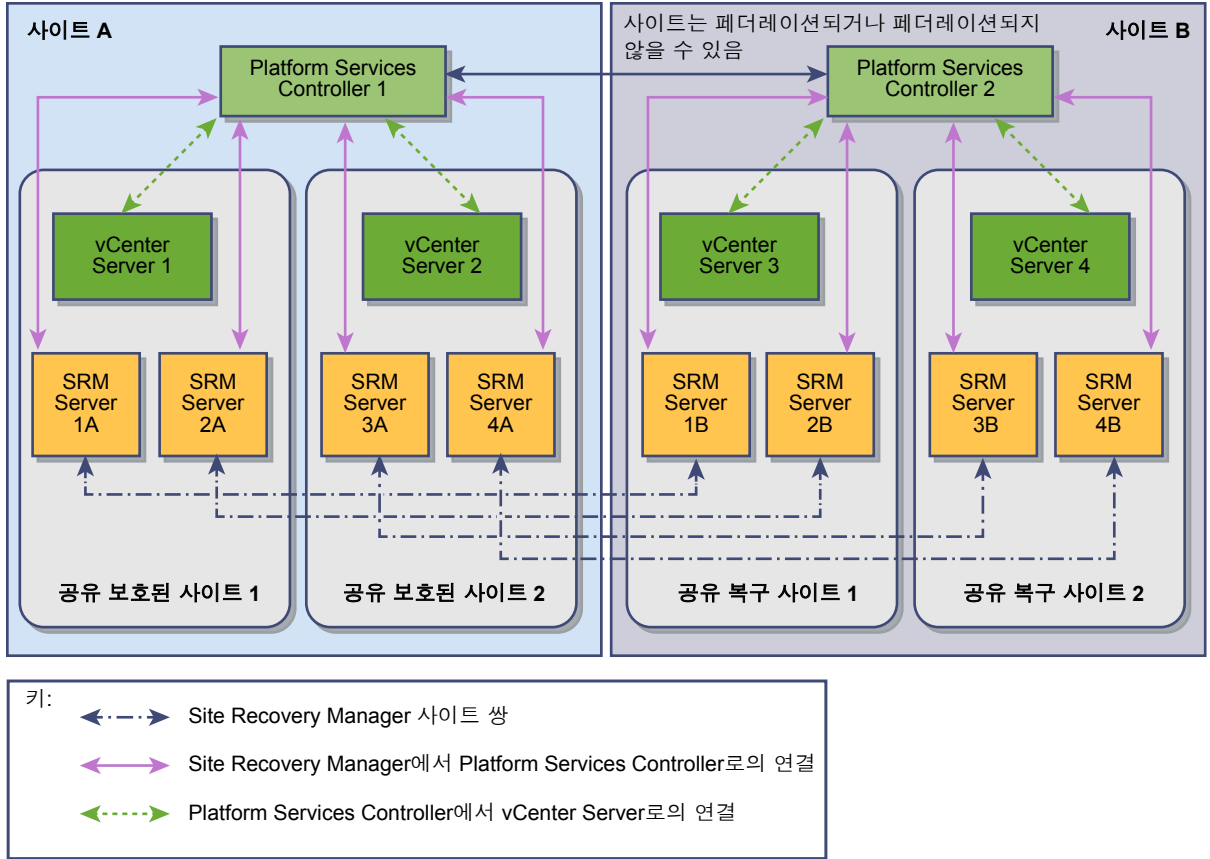 사이트 A
사이트는 페더레이션되거나 페더레이션되지
않을 수 있음
사이트 B
Platform Services
Controller 1
Platform Services
Controller 2
vCenter
Server 1
vCenter
Server 2
vCenter
Server 3
vCenter
Server 4
SRM
Server
1A
SRM
Server
2A
SRM
Server
3A
SRM
Server
4A
SRM
Server
1B
SRM
Server
2B
SRM
Server
3B
SRM
Server
4B
공유 보호된 사이트 1
공유 보호된 사이트 2
공유 복구 사이트 1
공유 복구 사이트 2
키:
Site Recovery Manager 사이트 쌍
Site Recovery Manager에서 Platform Services Controller로의 연결
Platform Services Controller에서 vCenter Server로의 연결